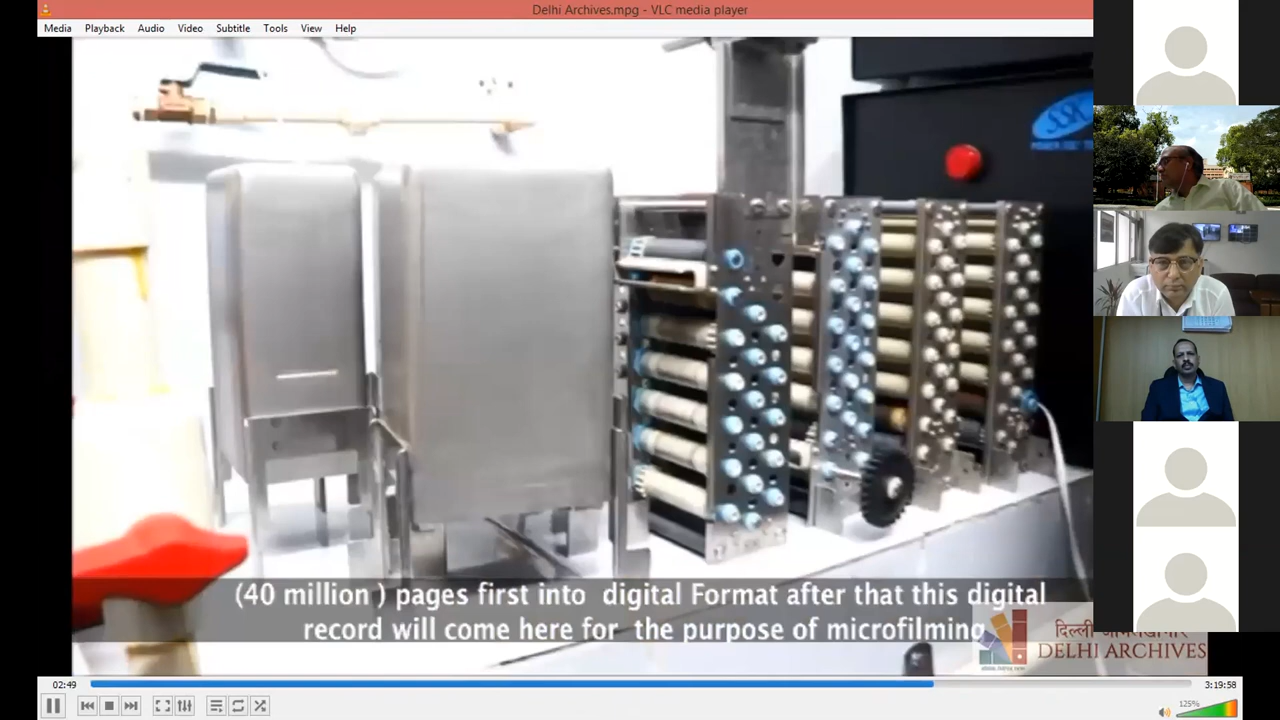 Delhi Archives.mpg - VLC media player
Media Playback Audio Video Subtitle Tools View Help
(40 million ) pages first into digital Format after that this digital
record will come here for the purpose of microfilming
DELHI ARCHIVES
02:49
3:19:58
125%